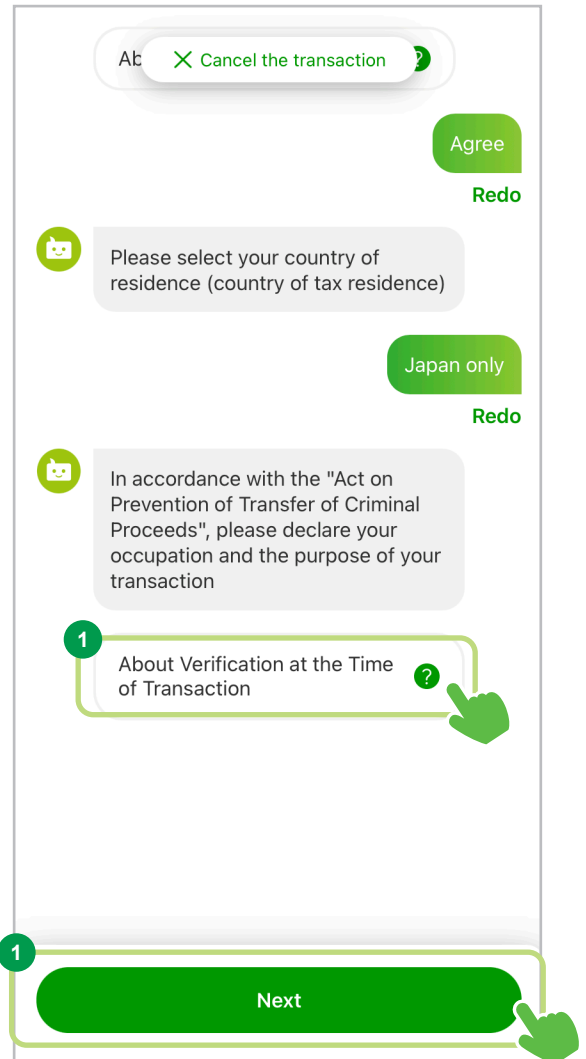 Ab
Cancel the transaction
?
Agree
Redo
Please select your country of
residence (country of tax residence)
Japan only
Redo
In accordance with the "Act on
Prevention of Transfer of Criminal
Proceeds", please declare your
occupation and the purpose of your
transaction
1
About Verification at the Time
of Transaction
?
1
Next